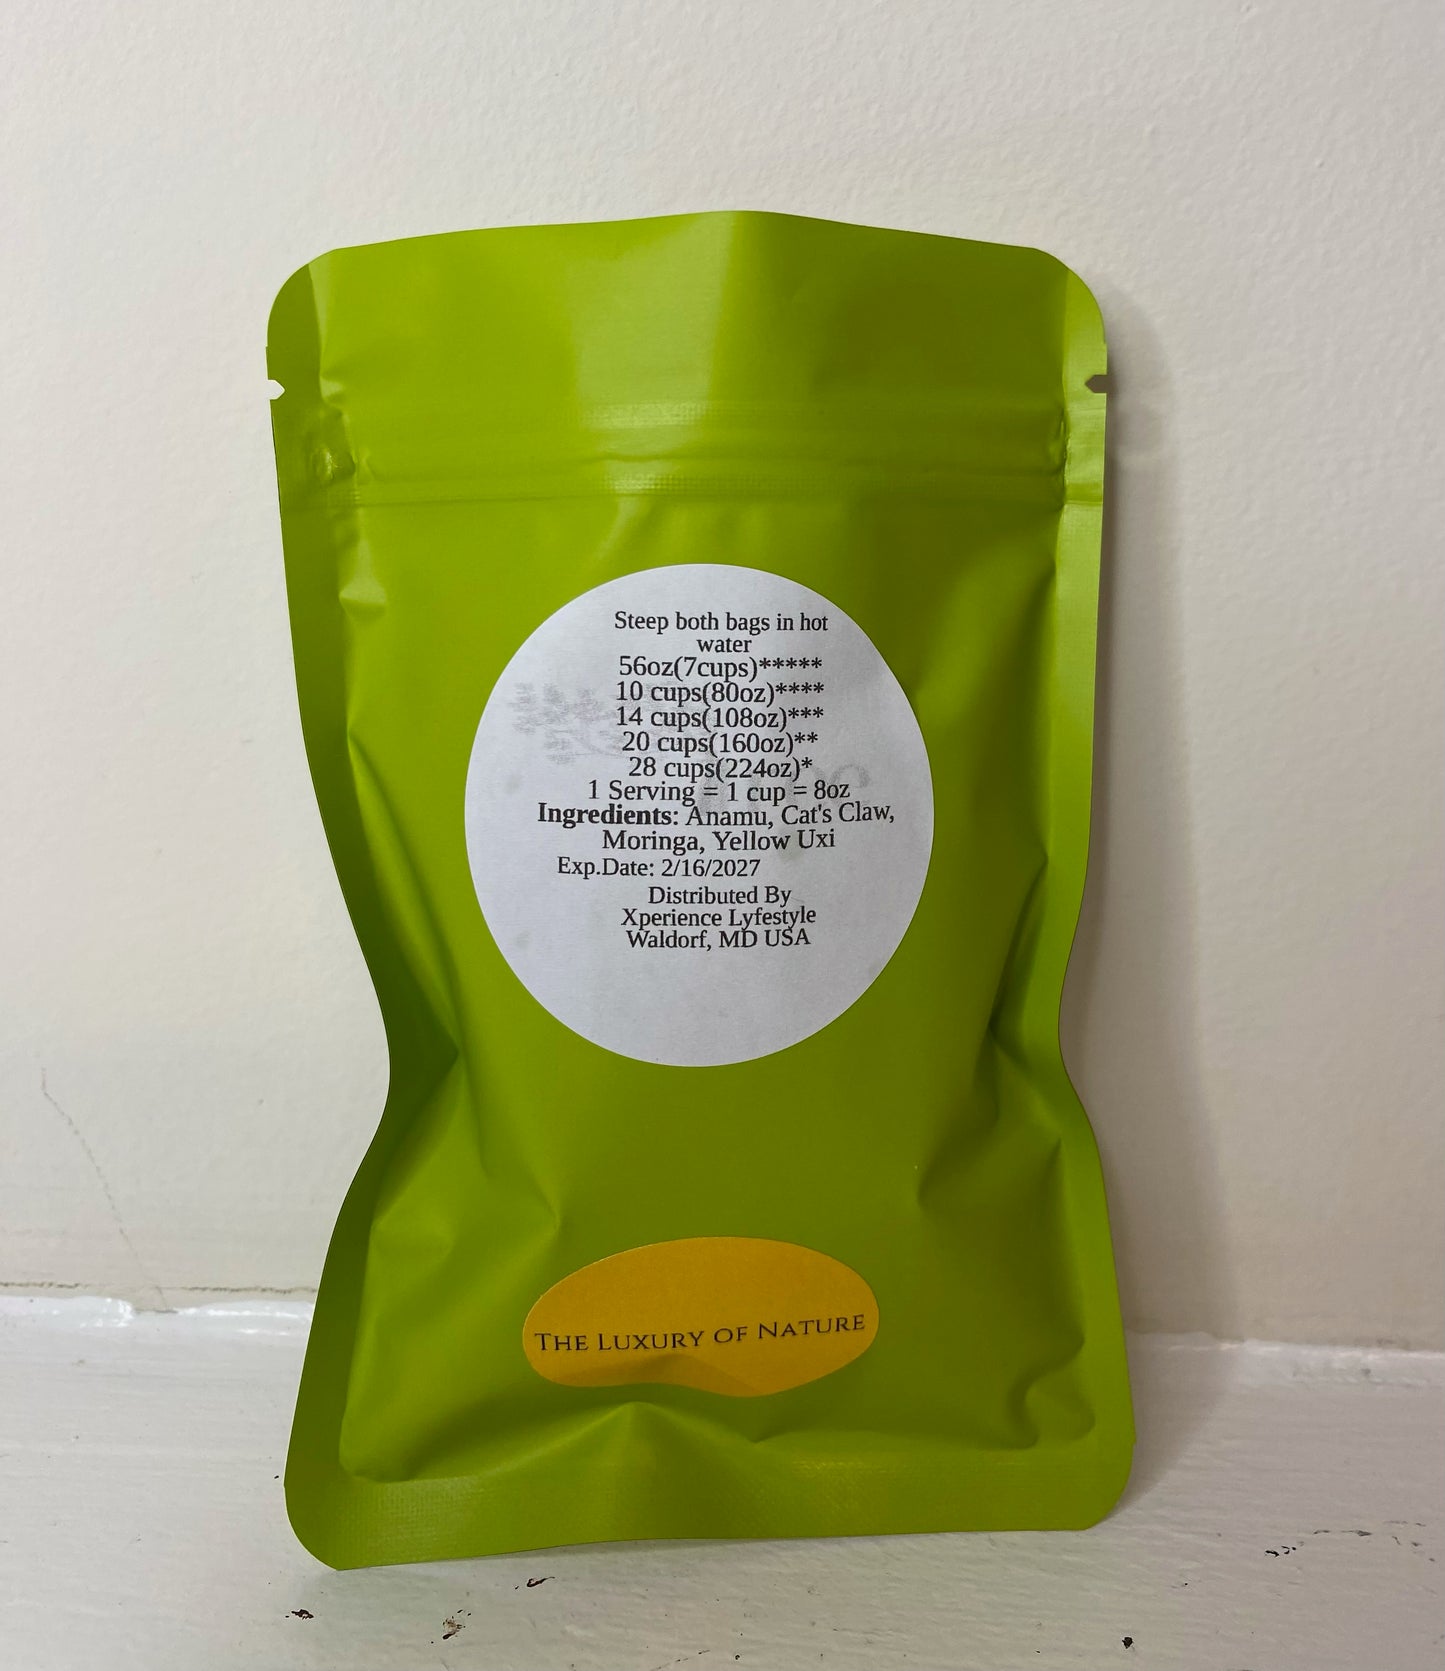 Steep both bags in hot
water
56oz(7cups)*****
10 cups(80oz)****
14 cups(108oz)***
20 cups(160oz)**
28 cups(224oz)*
1 Serving = 1 cup = 8oz
Ingredients: Anamu, Cat's Claw,
Moringa, Yellow Uxi
Exp.Date: 2/16/2027
Distributed By
Xperience Lyfestyle
Waldorf, MD USA
THE LUXURY OF NATURE